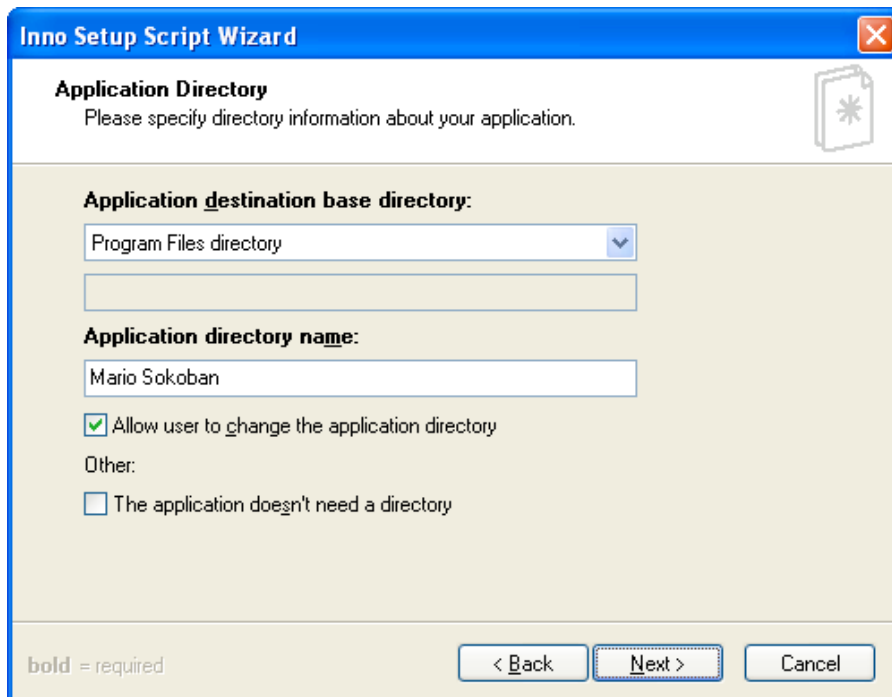 Inno Setup Script Wizard
Application Directory
Please specify directory information about your application.
Application destination base directory:
Program Files directory
Application directory name:
Mario Sokoban
Allow user to change the application directory
Other:
The application doesn't need a directory
bold = required
< Back
Next >
Cancel